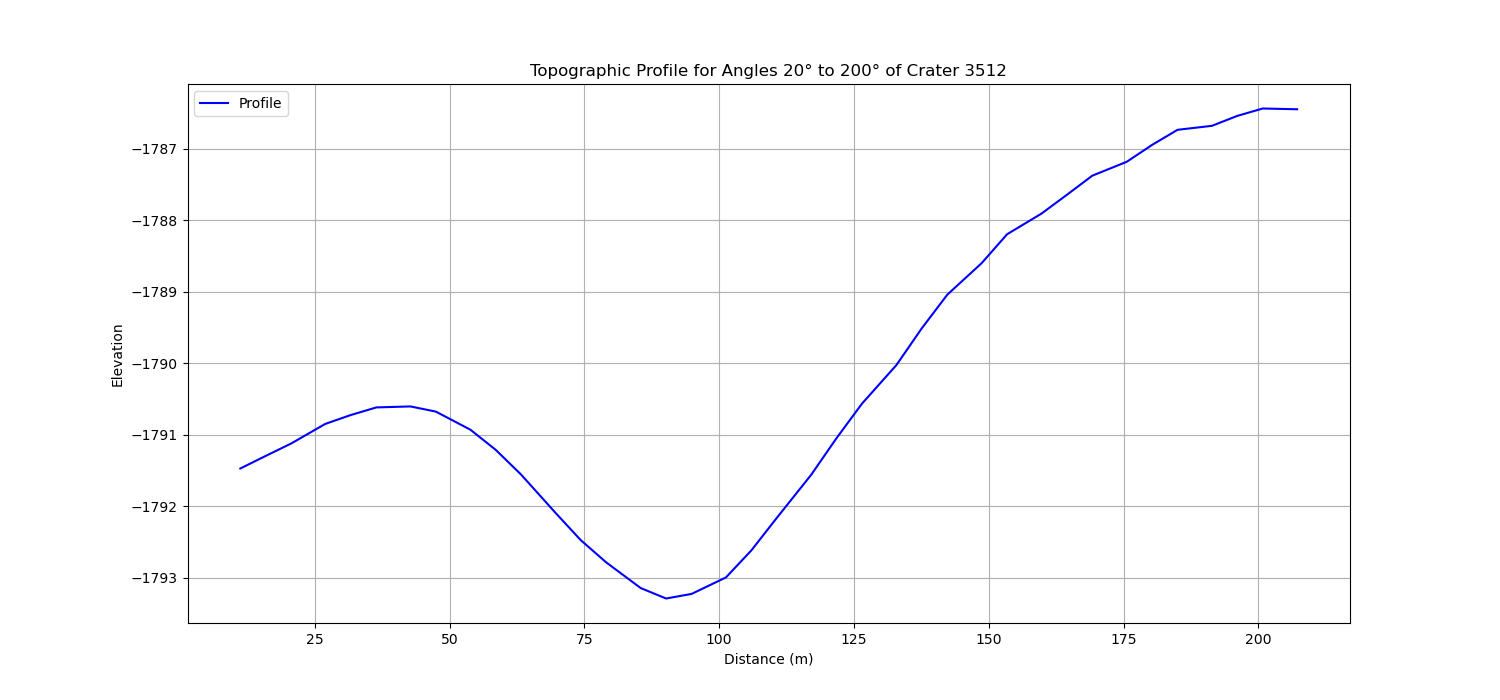 Topographic Profile for Angles 20° to 200° of Crater 3512
Profile
−1787
−1788
−1789
−1790
−1791
−1792
−1793
Elevation
25 50 75 100 125 150 175 200
Distance (m)